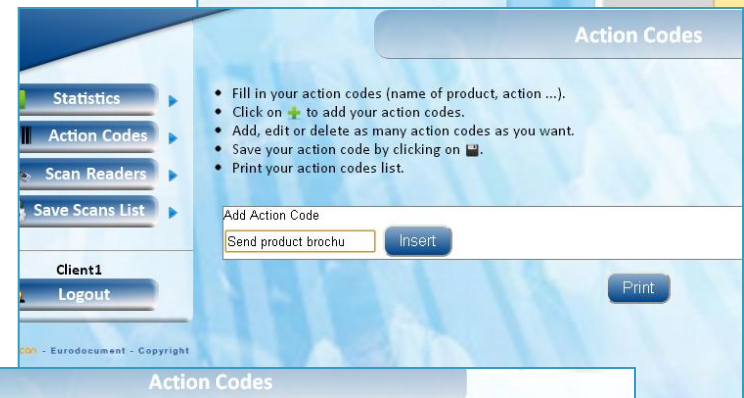 Action Codes
Statistics
Action Codes
Scan Readers
Save Scans List
Client1
Logout
- Eurodocument - Copyright
• Fill in your action codes (name of product, action ...).
• Click on to add your action codes.
• Add, edit or delete as many action codes as you want.
• Save your action code by clicking on .
• Print your action codes list.
Add Action Code
Send product brochu
Insert
Print
Action Codes